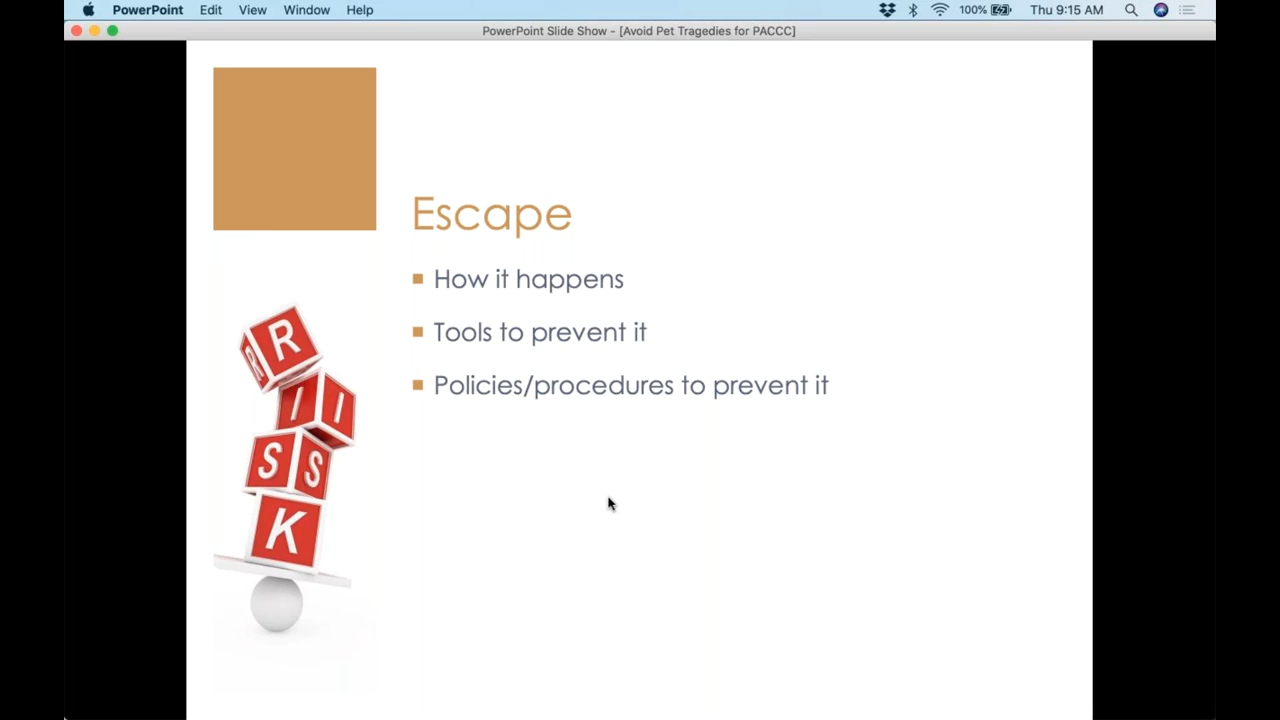 PowerPoint Edit View Window Help 100% Thu 9:15 AM
PowerPoint Slide Show - [Avoid Pet Tragedies for PACCC]
Escape
How it happens
Tools to prevent it
Policies/procedures to prevent it
R R
I I
S S
K